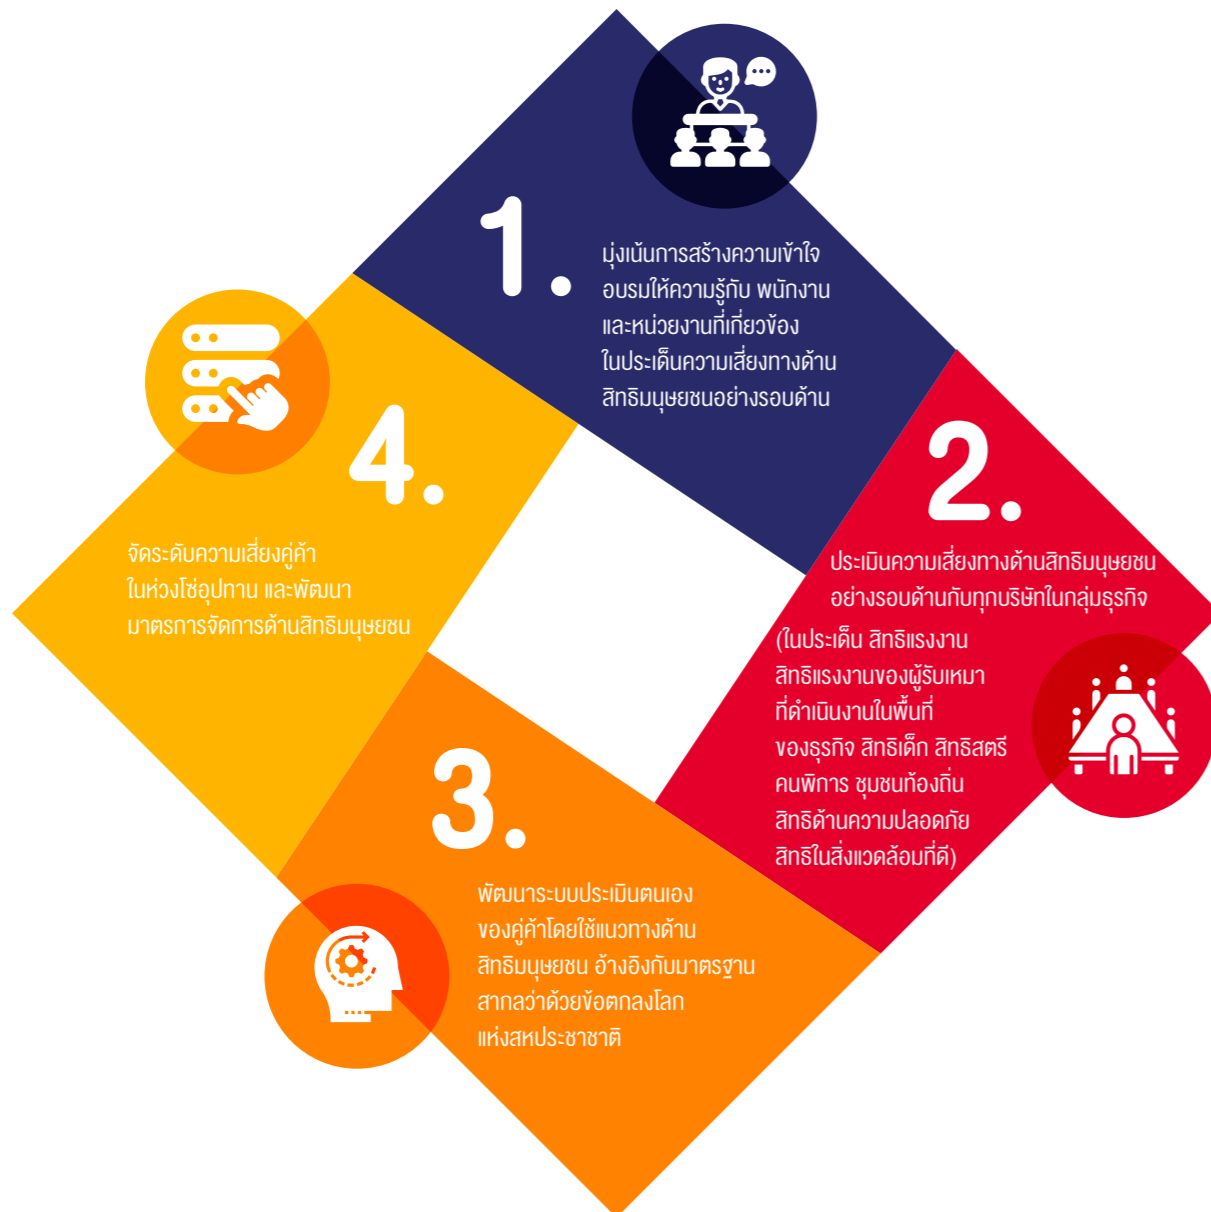 1.
มุ่งเน้นการสร้างความเข้าใจ
อบรมให้ความรู้กับ พนักงาน
และหน่วยงานที่เกี่ยวข้อง
ในประเด็นความเสี่ยงทางด้าน
สิทธิมนุษยชนอย่างรอบด้าน
2.
ประเมินความเสี่ยงทางด้านสิทธิมนุษยชน
อย่างรอบด้านกับทุกบริษัทในกลุ่มธุรกิจ
(ในประเด็น สิทธิแรงงาน
สิทธิแรงงานของผู้รับเหมา
ที่ดำเนินงานในพื้นที่
ของธุรกิจ สิทธิเด็ก สิทธิสตรี
คนพิการ ชุมชนท้องถิ่น
สิทธิด้านความปลอดภัย
สิทธิในสิ่งแวดล้อมที่ดี)
3.
พัฒนาระบบประเมินตนเอง
ของคู่ค้าโดยใช้แนวทางด้าน
สิทธิมนุษยชน อ้างอิงกับมาตรฐาน
สากลว่าด้วยข้อตกลงโลก
แห่งสหประชาชาติ
4.
จัดระดับความเสี่ยงคู่ค้า
ในห่วงโซ่อุปทาน และพัฒนา
มาตรการจัดการด้านสิทธิมนุษยชน